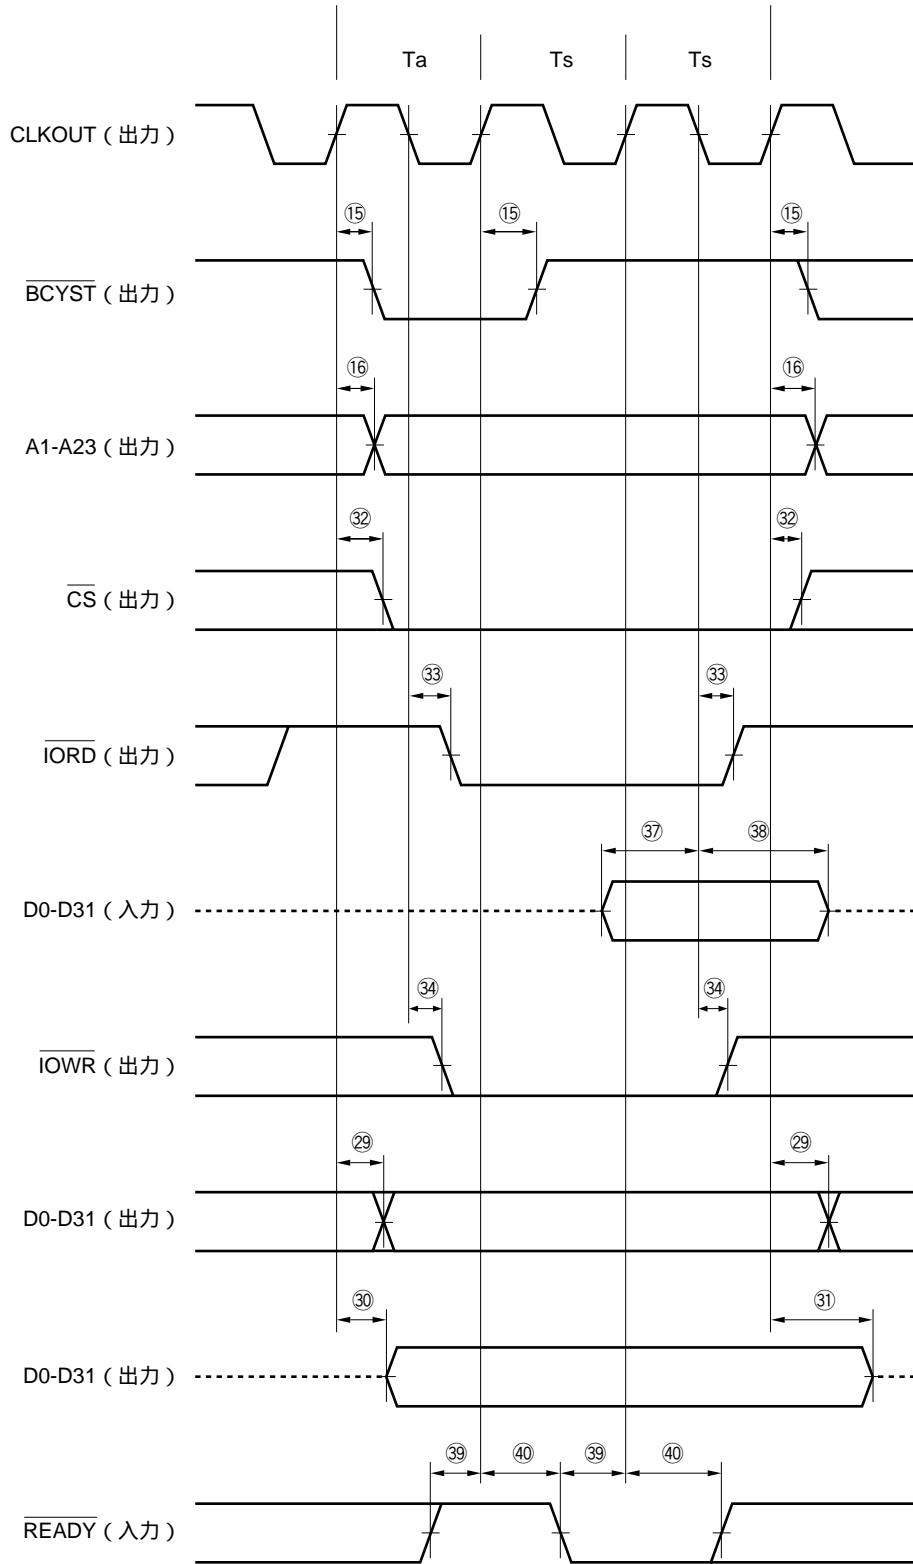 Ta Ts Ts
CLKOUT（出力）
⑮ ⑮ ⑮
BCYST（出力）
⑯ ⑯
A1-A23（出力）
㉜ ㉜
CS（出力）
㉝ ㉝
IORD（出力）
㊲ ㊳
D0-D31（入力）
㉞ ㉞
IOWR（出力）
㉙ ㉙
D0-D31（出力）
㉚ ㉛
D0-D31（出力）
㊴ ㊵ ㊴ ㊵
READY（入力）